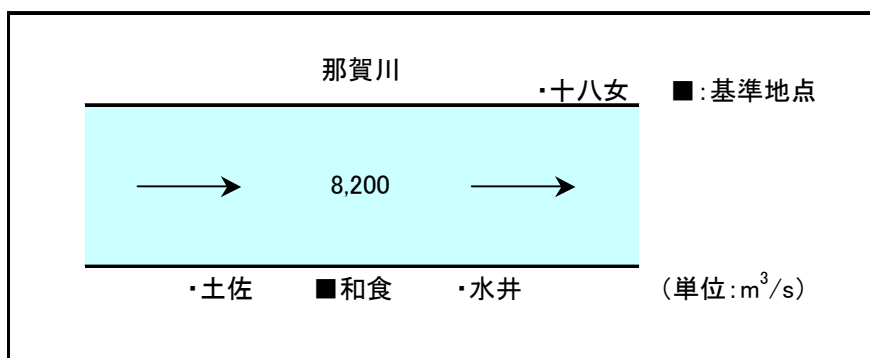 那賀川
・十八女 ■:基準地点
8,200
・土佐 ■和食 ・水井 (単位:m³/s)